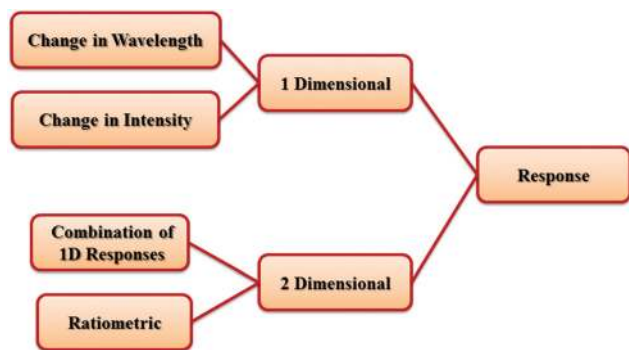 Change in Wavelength
1 Dimensional
Change in Intensity
Response
Combination of
1D Responses
2 Dimensional
Ratiometric